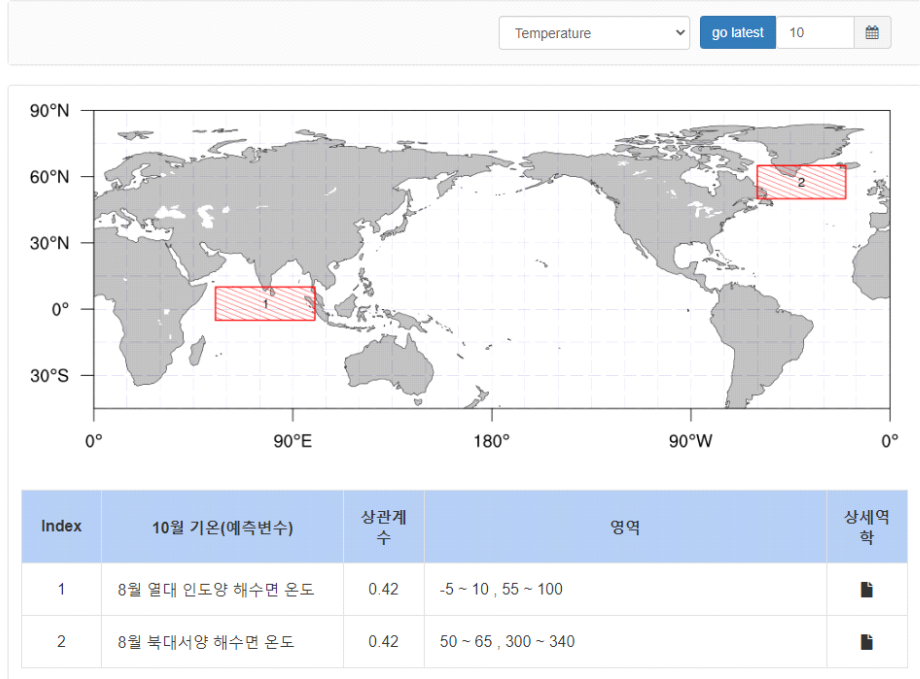 Temperature go latest 10
90°N
60°N
2
30°N
1
0°
30°S
0° 90°E 180° 90°W 0°
Index 10월 기온(예측변수) 상관계수 영역 상세역학
1 8월 열대 인도양 해수면 온도 0.42 -5 ~ 10 , 55 ~ 100
2 8월 북대서양 해수면 온도 0.42 50 ~ 65 , 300 ~ 340